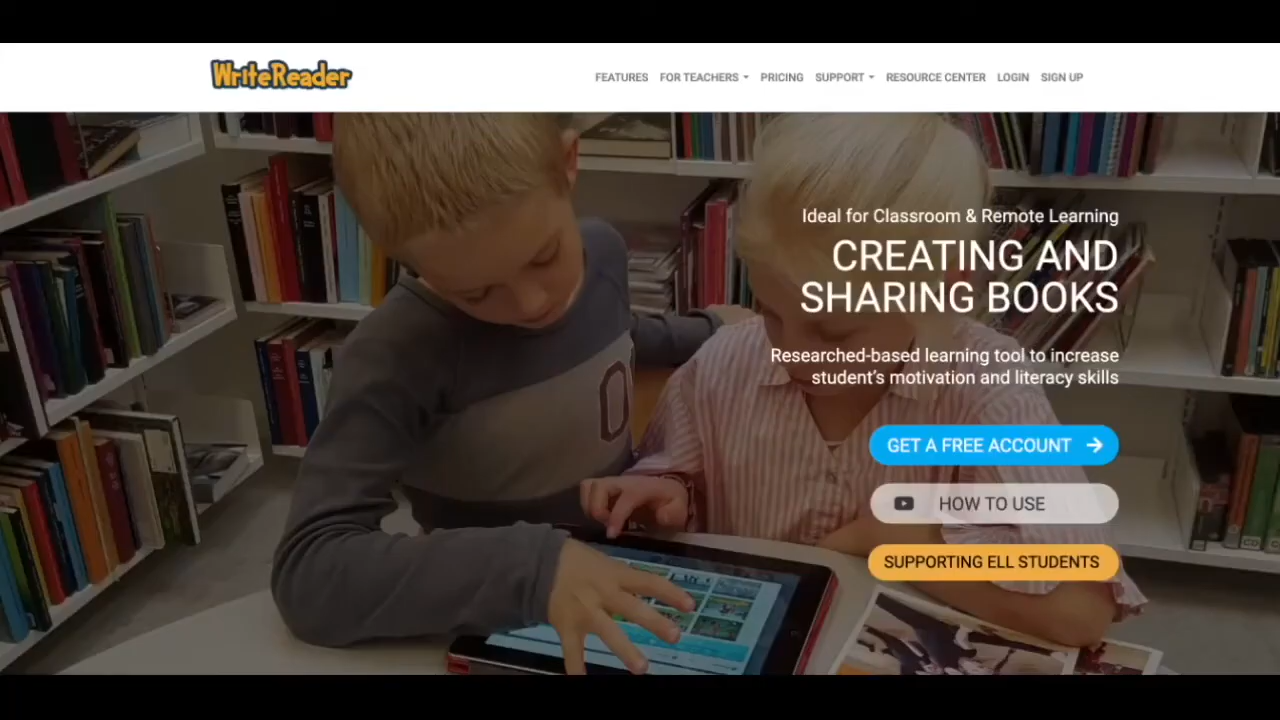 WriteReader
FEATURES FOR TEACHERS PRICING SUPPORT RESOURCE CENTER LOGIN SIGN UP
Ideal for Classroom & Remote Learning
CREATING AND
SHARING BOOKS
Researched-based learning tool to increase
student's motivation and literacy skills
GET A FREE ACCOUNT
HOW TO USE
SUPPORTING ELL STUDENTS